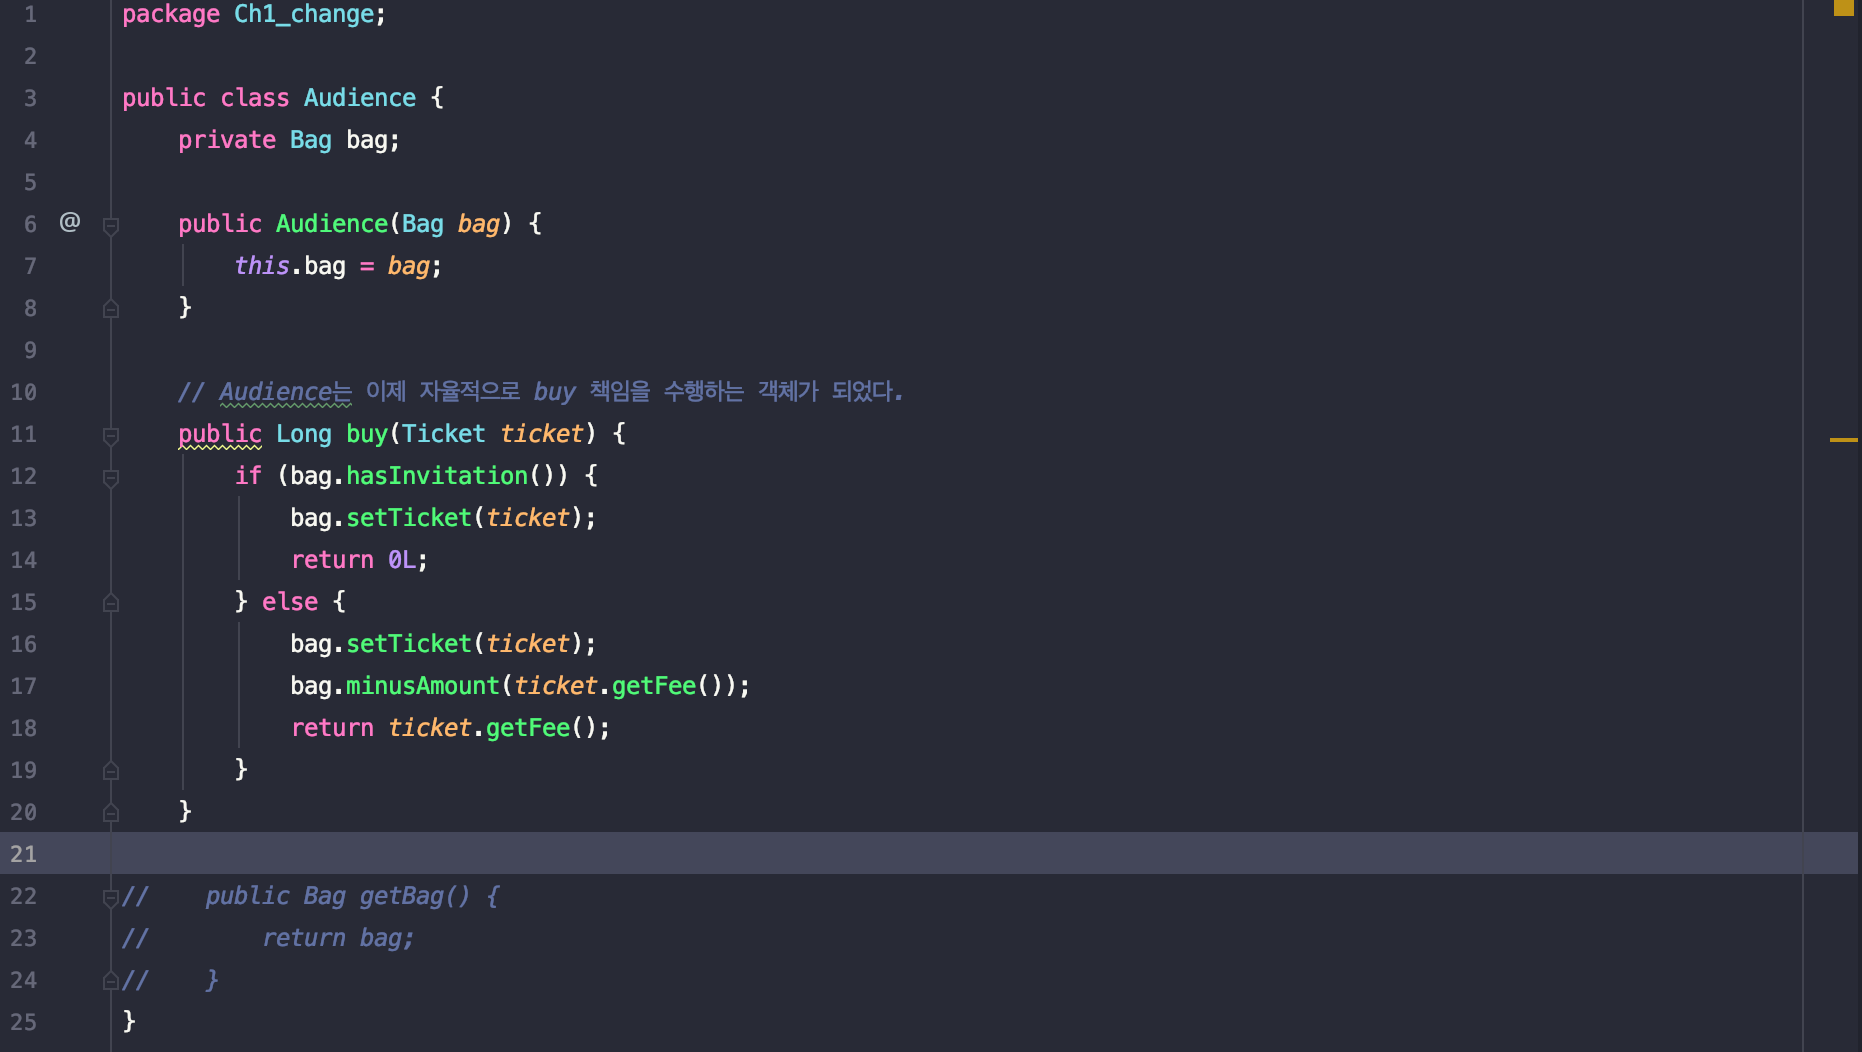 1 package Ch1_change;
2
3 public class Audience {
4     private Bag bag;
5
6 @     public Audience(Bag bag) {
7         this.bag = bag;
8     }
9
10     // Audience는 이제 자율적으로 buy 책임을 수행하는 객체가 되었다.
11     public Long buy(Ticket ticket) {
12         if (bag.hasInvitation()) {
13             bag.setTicket(ticket);
14             return 0L;
15         } else {
16             bag.setTicket(ticket);
17             bag.minusAmount(ticket.getFee());
18             return ticket.getFee();
19         }
20     }
21
22 //    public Bag getBag() {
23 //        return bag;
24 //    }
25 }